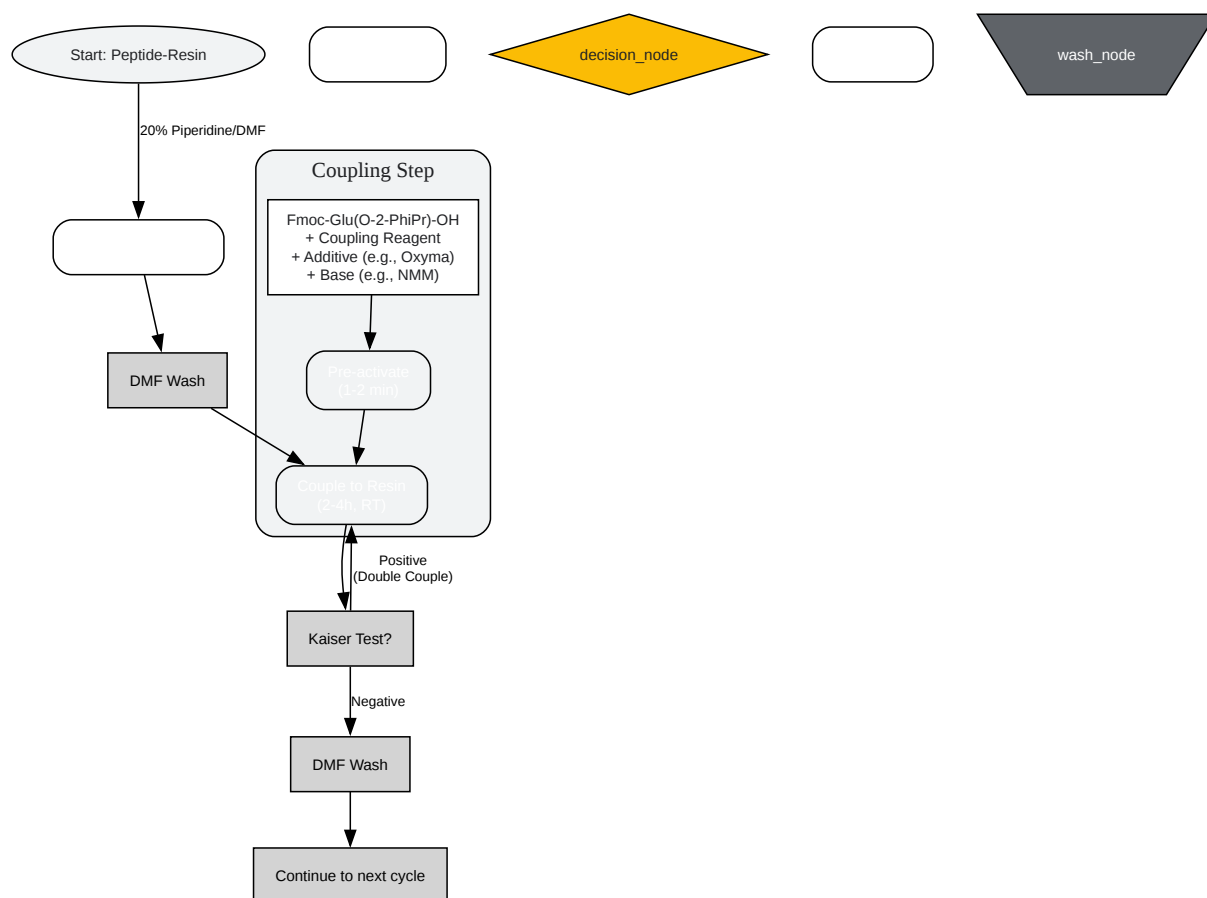 Start: Peptide-Resin
decision_node
wash_node
20% Piperidine/DMF
Coupling Step
Fmoc-Glu(O-2-PhiPr)-OH
+ Coupling Reagent
+ Additive (e.g., Oxyma)
+ Base (e.g., NMM)
Pre-activate
(1-2 min)
DMF Wash
Couple to Resin
(2-4h, RT)
Positive
(Double Couple)
Kaiser Test?
Negative
DMF Wash
Continue to next cycle